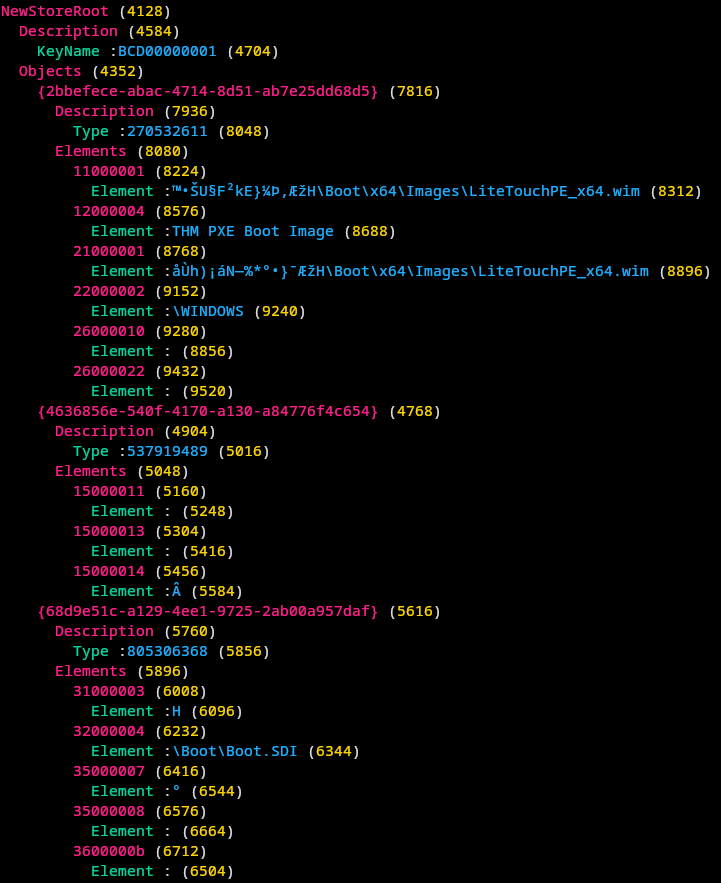 NewStoreRoot (4128)
Description (4584)
KeyName :BCD00000001 (4704)
Objects (4352)
{2bbefece-abac-4714-8d51-ab7e25dd68d5} (7816)
Description (7936)
Type :270532611 (8048)
Elements (8080)
11000001 (8224)
Element :™•ŠU§F²kE}¾Þ‚ÆžH\Boot\x64\Images\LiteTouchPE_x64.wim (8312)
12000004 (8576)
Element :THM PXE Boot Image (8688)
21000001 (8768)
Element :åÙh)¡áN—%*º•}¯ÆžH\Boot\x64\Images\LiteTouchPE_x64.wim (8896)
22000002 (9152)
Element :\WINDOWS (9240)
26000010 (9280)
Element : (8856)
26000022 (9432)
Element : (9520)
{4636856e-540f-4170-a130-a84776f4c654} (4768)
Description (4904)
Type :537919489 (5016)
Elements (5048)
15000011 (5160)
Element : (5248)
15000013 (5304)
Element : (5416)
15000014 (5456)
Element :Â (5584)
{68d9e51c-a129-4ee1-9725-2ab00a957daf} (5616)
Description (5760)
Type :805306368 (5856)
Elements (5896)
31000003 (6008)
Element :H (6096)
32000004 (6232)
Element :\Boot\Boot.SDI (6344)
35000007 (6416)
Element :° (6544)
35000008 (6576)
Element : (6664)
3600000b (6712)
Element : (6504)